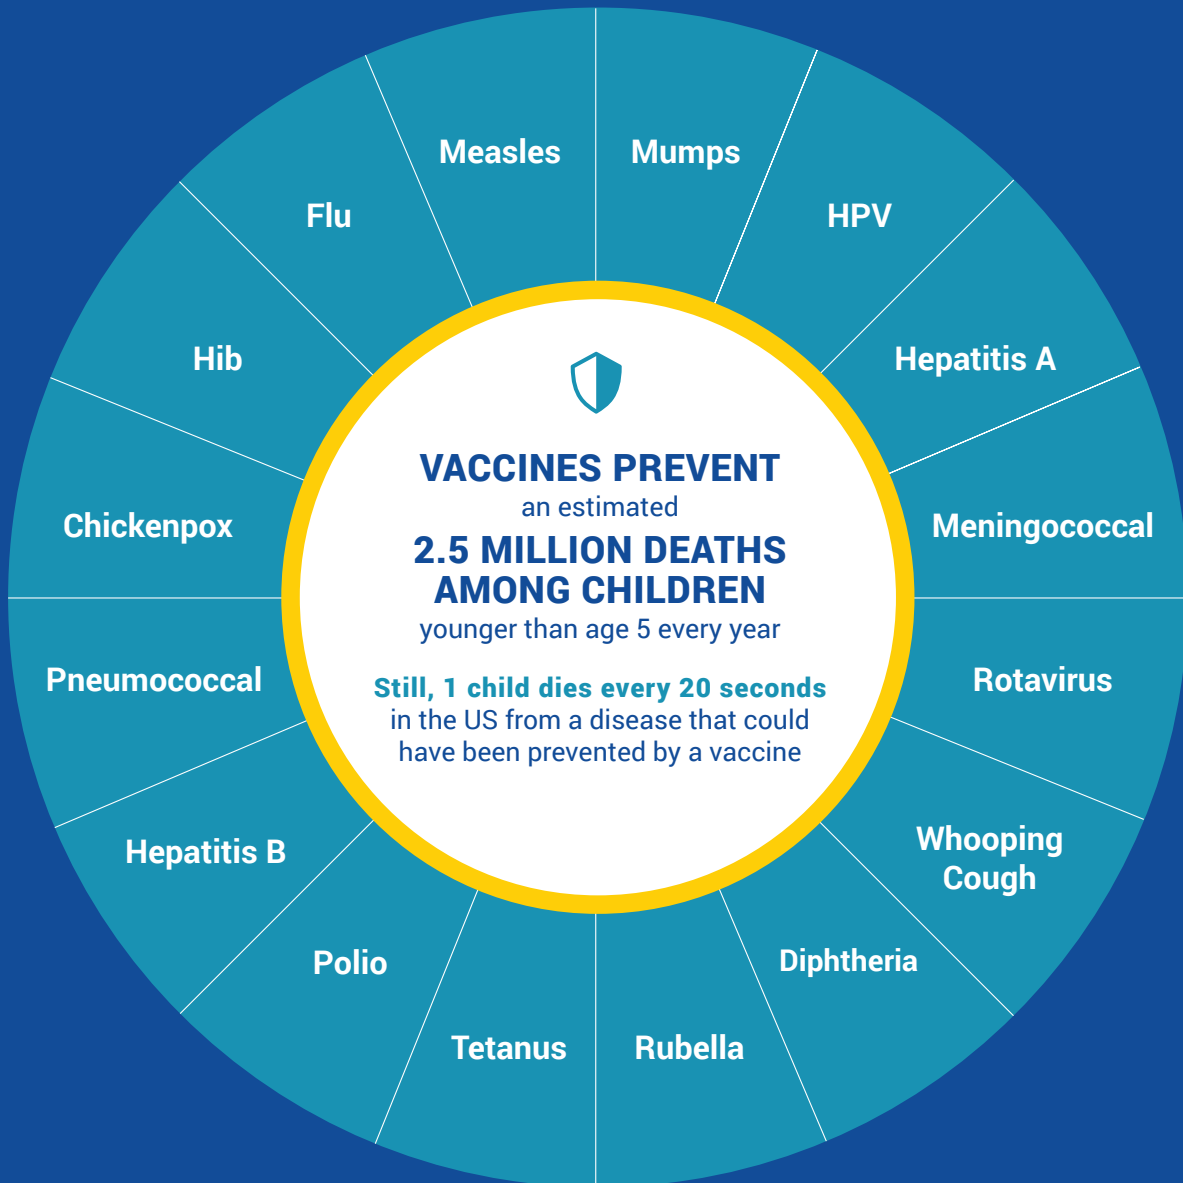 Measles
Mumps
HPV
Hepatitis A
Meningococcal
Rotavirus
Whooping
Cough
Diphtheria
Rubella
Tetanus
Polio
Hepatitis B
Pneumococcal
Chickenpox
Hib
Flu
VACCINES PREVENT
an estimated
2.5 MILLION DEATHS
AMONG CHILDREN
younger than age 5 every year
Still, 1 child dies every 20 seconds
in the US from a disease that could
have been prevented by a vaccine